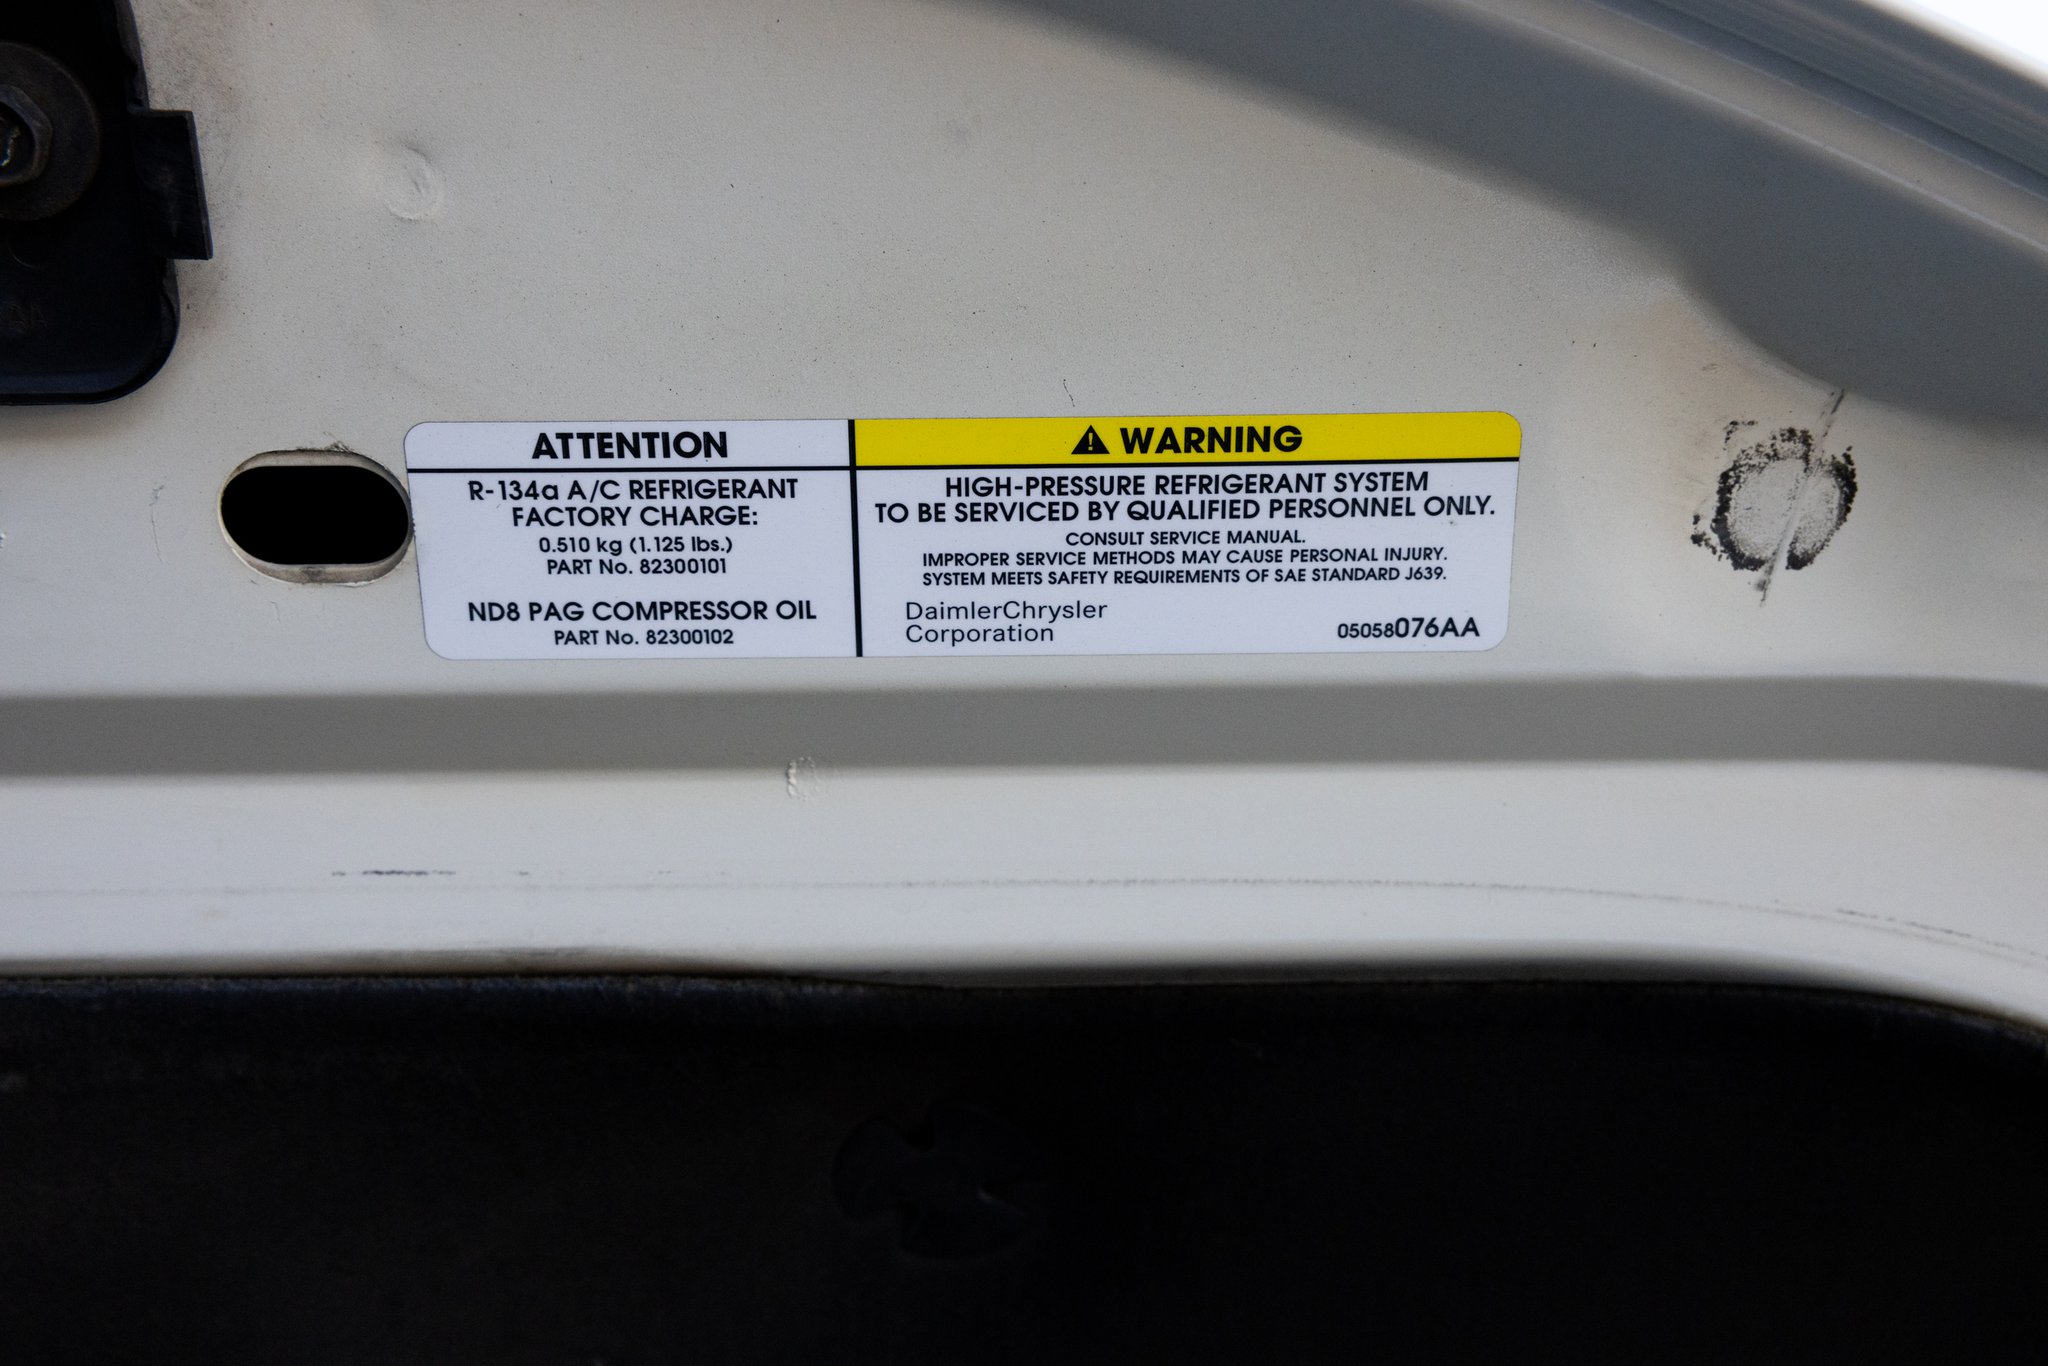 ATTENTION
R-134a A/C REFRIGERANT
FACTORY CHARGE:
0.510 kg (1.125 lbs.)
PART No. 82300101
ND8 PAG COMPRESSOR OIL
PART No. 82300102
WARNING
HIGH-PRESSURE REFRIGERANT SYSTEM
TO BE SERVICED BY QUALIFIED PERSONNEL ONLY.
CONSULT SERVICE MANUAL.
IMPROPER SERVICE METHODS MAY CAUSE PERSONAL INJURY.
SYSTEM MEETS SAFETY REQUIREMENTS OF SAE STANDARD J639.
DaimlerChrysler
Corporation
05058076AA